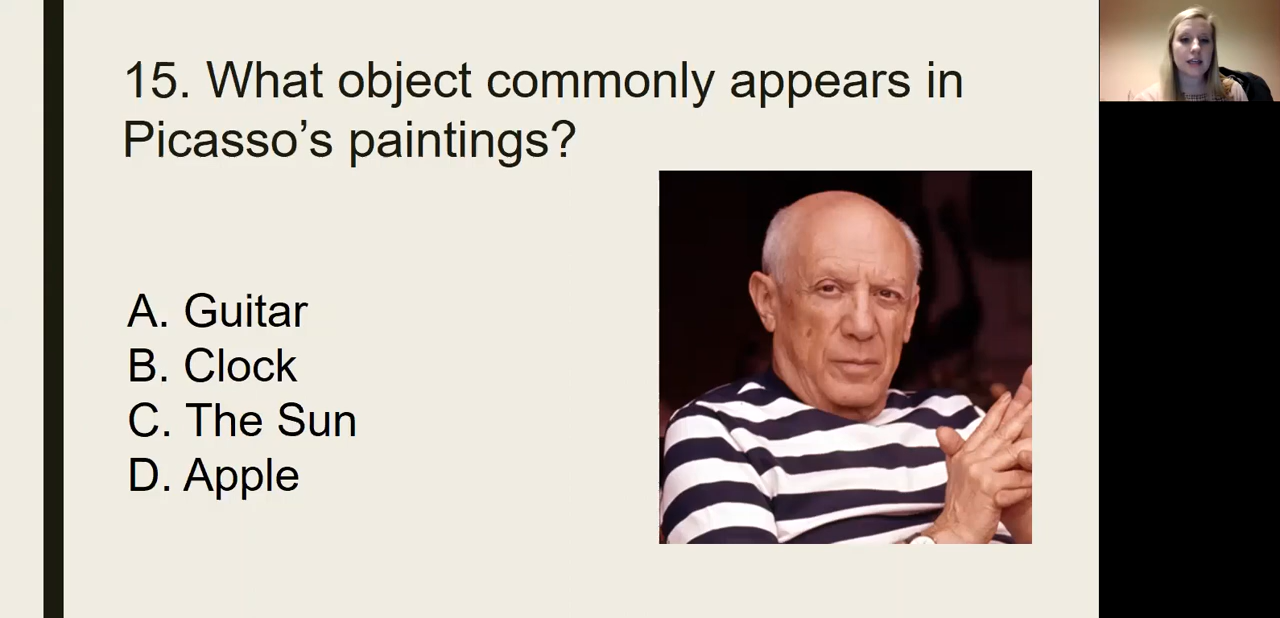 15. What object commonly appears in
Picasso’s paintings?
A. Guitar
B. Clock
C. The Sun
D. Apple